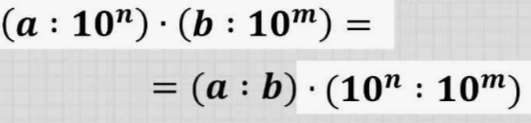 (a : 10ⁿ) · (b : 10ᵐ) =
= (a : b) · (10ⁿ : 10ᵐ)